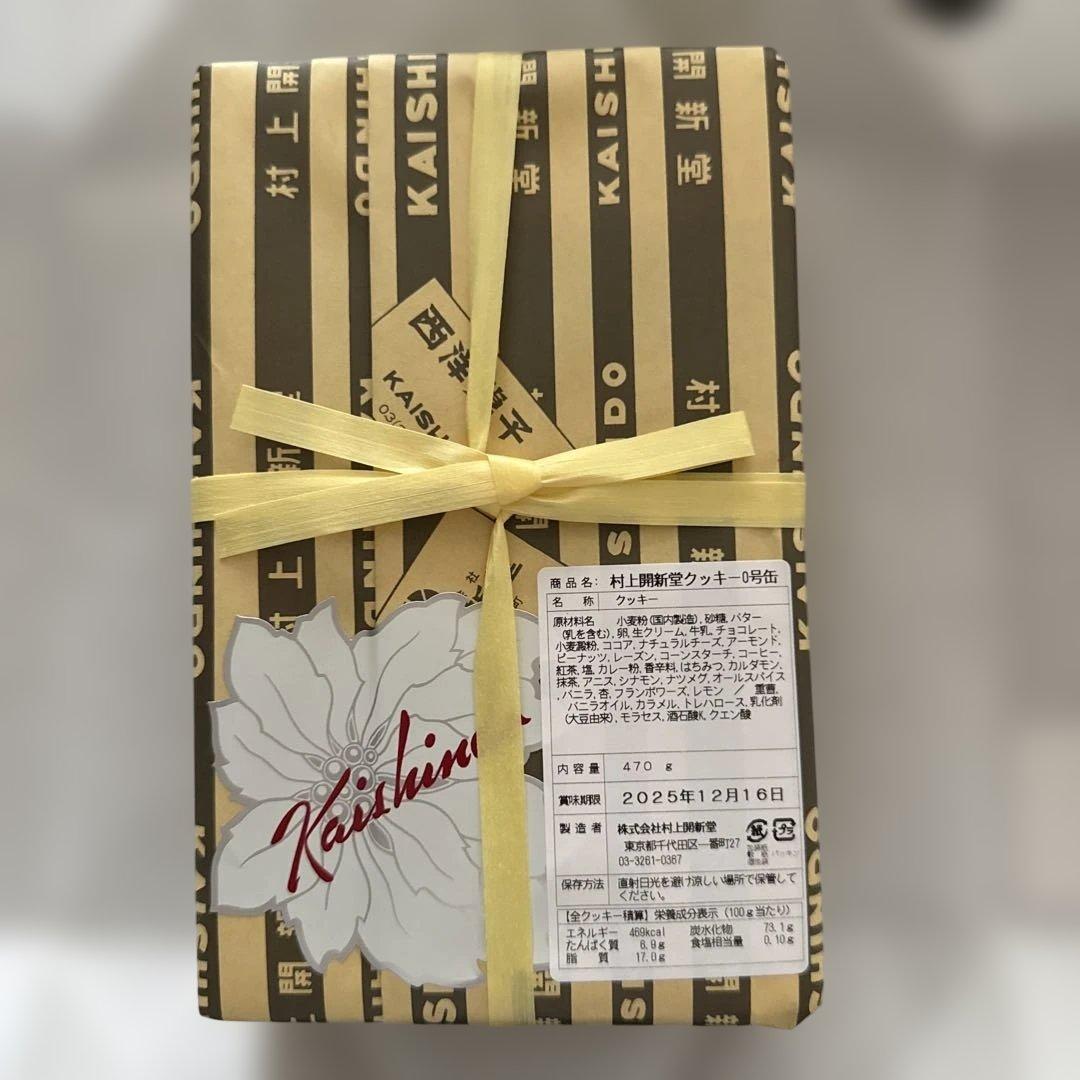 村上開
KAISHI
開新堂
KAISHI
開新堂
西洋
子
KAISH
03(
INDO
村
Kaishin
商品名： 村上開新堂クッキー0号缶
名 称 クッキー
原材料名 小麦粉(国内製造)、砂糖、バター
(乳を含む)、卵、生クリーム、牛乳、チョコレート、
小麦澱粉、ココア、ナチュラルチーズ、アーモンド、
ピーナッツ、レーズン、コーンスターチ、コーヒー、
紅茶、塩、カレー粉、香辛料、はちみつ、カルダモン、
抹茶、アニス、シナモン、ナツメグ、オールスパイス
、バニラ、杏、フランボワーズ、レモン ／ 重曹、
バニラオイル、カラメル、トレハロース、乳化剤
(大豆由来)、モラセス、酒石酸K、クエン酸
内容量 470 g
賞味期限 2025年12月16日
製造者 株式会社村上開新堂
東京都千代田区一番町27
03-3261-0367
紙 プラ
保存方法 直射日光を避け涼しい場所で保管して
ください。
【全クッキー積算】栄養成分表示(100g当たり)
エネルギー 469kcal 炭水化物 73.1g
たんぱく質 6.9g 食塩相当量 0.10g
脂 質 17.0g